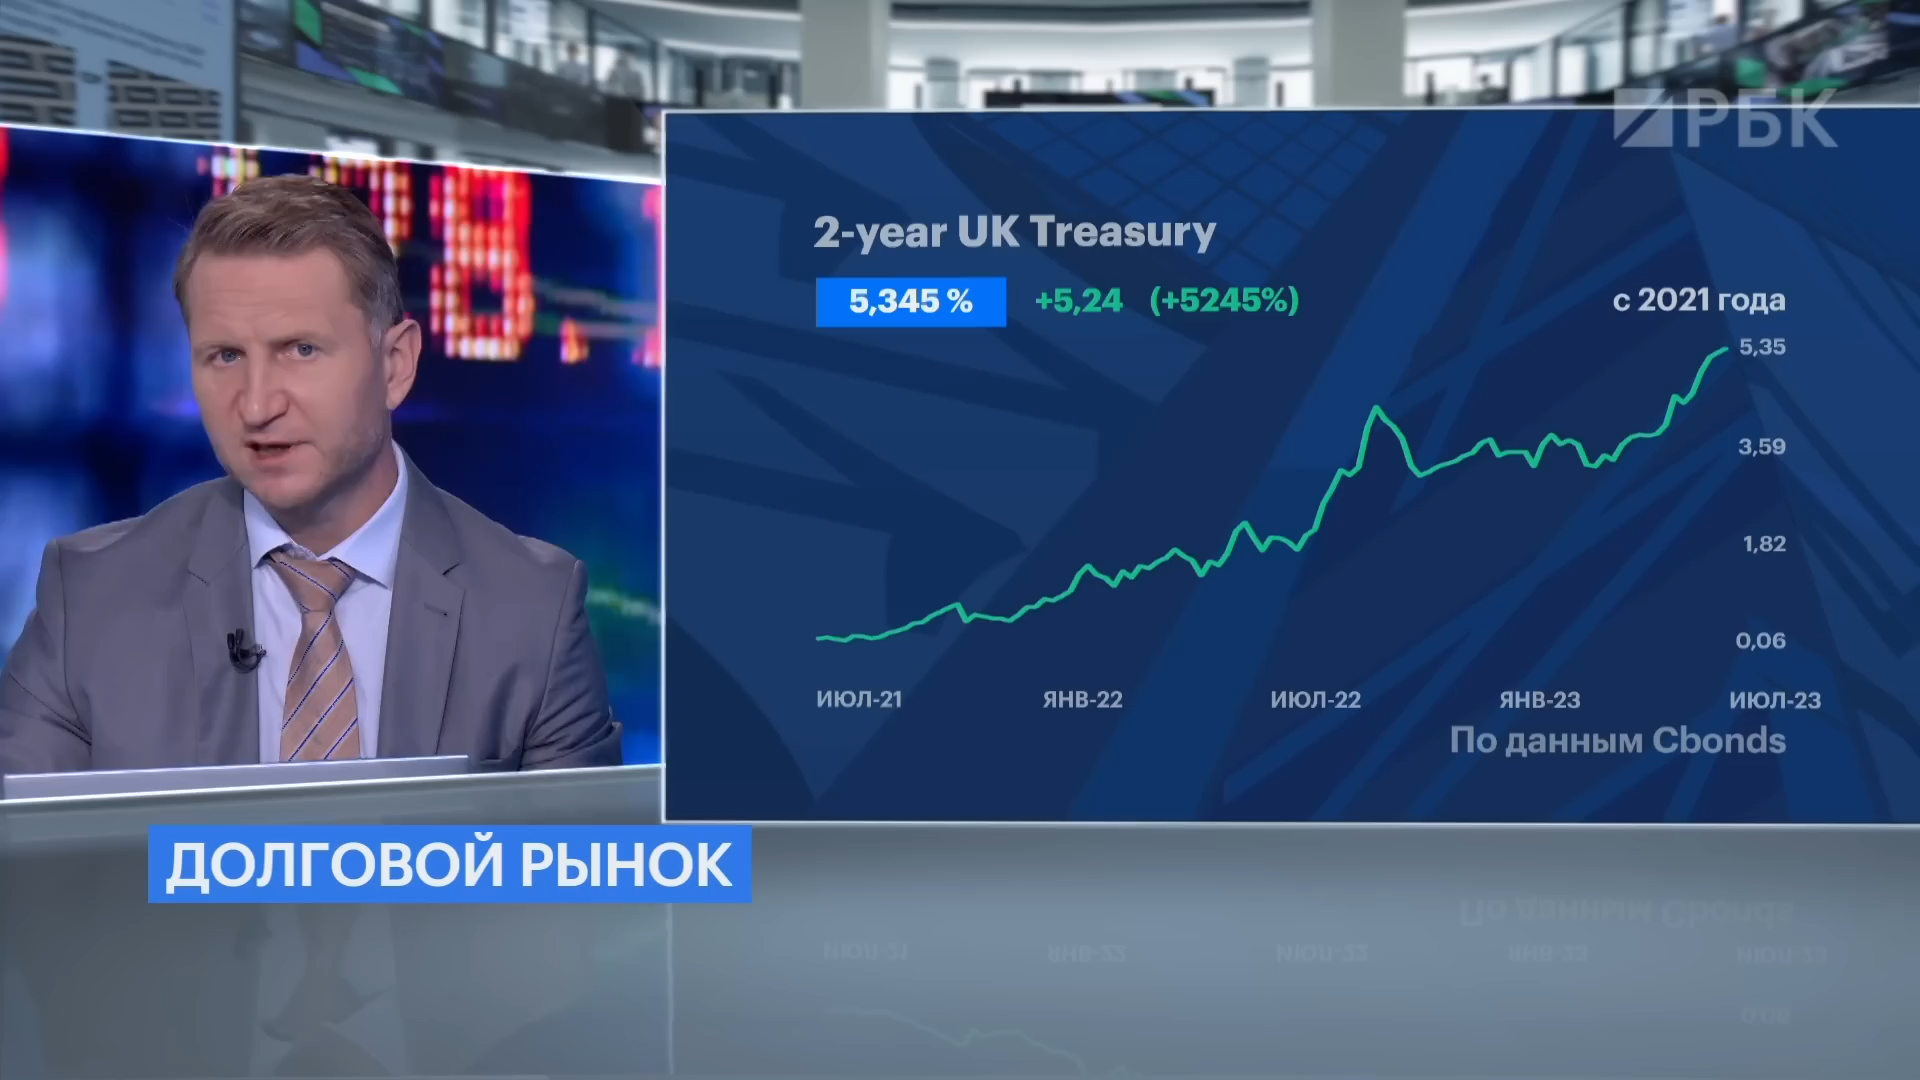 РБК
2-year UK Treasury
5,345 % +5,24 (+5245%) с 2021 года
5,35
3,59
1,82
0,06
ИЮЛ-21 ЯНВ-22 ИЮЛ-22 ЯНВ-23 ИЮЛ-23
По данным Cbonds
ДОЛГОВОЙ РЫНОК